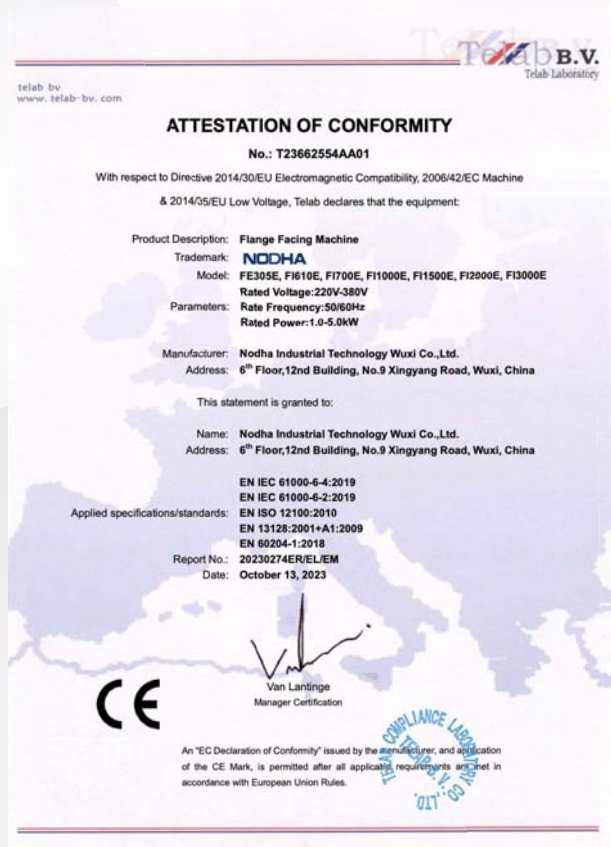 Telab B.V.
Telab Laboratory
telab bv
www.telab-bv.com
ATTESTATION OF CONFORMITY
No.: T23662554AA01
With respect to Directive 2014/30/EU Electromagnetic Compatibility, 2006/42/EC Machine
& 2014/35/EU Low Voltage, Telab declares that the equipment:
Product Description: Flange Facing Machine
Trademark: NODHA
Model: FE305E, FI610E, FI700E, FI1000E, FI1500E, FI2000E, FI3000E
Rated Voltage:220V-380V
Parameters: Rate Frequency:50/60Hz
Rated Power:1.0-5.0kW
Manufacturer: Nodha Industrial Technology Wuxi Co.,Ltd.
Address: 6th Floor,12nd Building, No.9 Xingyang Road, Wuxi, China
This statement is granted to:
Name: Nodha Industrial Technology Wuxi Co.,Ltd.
Address: 6th Floor,12nd Building, No.9 Xingyang Road, Wuxi, China
EN IEC 61000-6-4:2019
EN IEC 61000-6-2:2019
Applied specifications/standards: EN ISO 12100:2010
EN 13128:2001+A1:2009
EN 60204-1:2018
Report No.: 20230274ER/EL/EM
Date: October 13, 2023
Van Lantinge
Manager Certification
CE
An "EC Declaration of Conformity" issued by the manufacturer, and application
of the CE Mark, is permitted after all applicable requirements are met in
accordance with European Union Rules.
TELAB COMPLIANCE LABORATORY CO., LTD.
TELAB B.V.